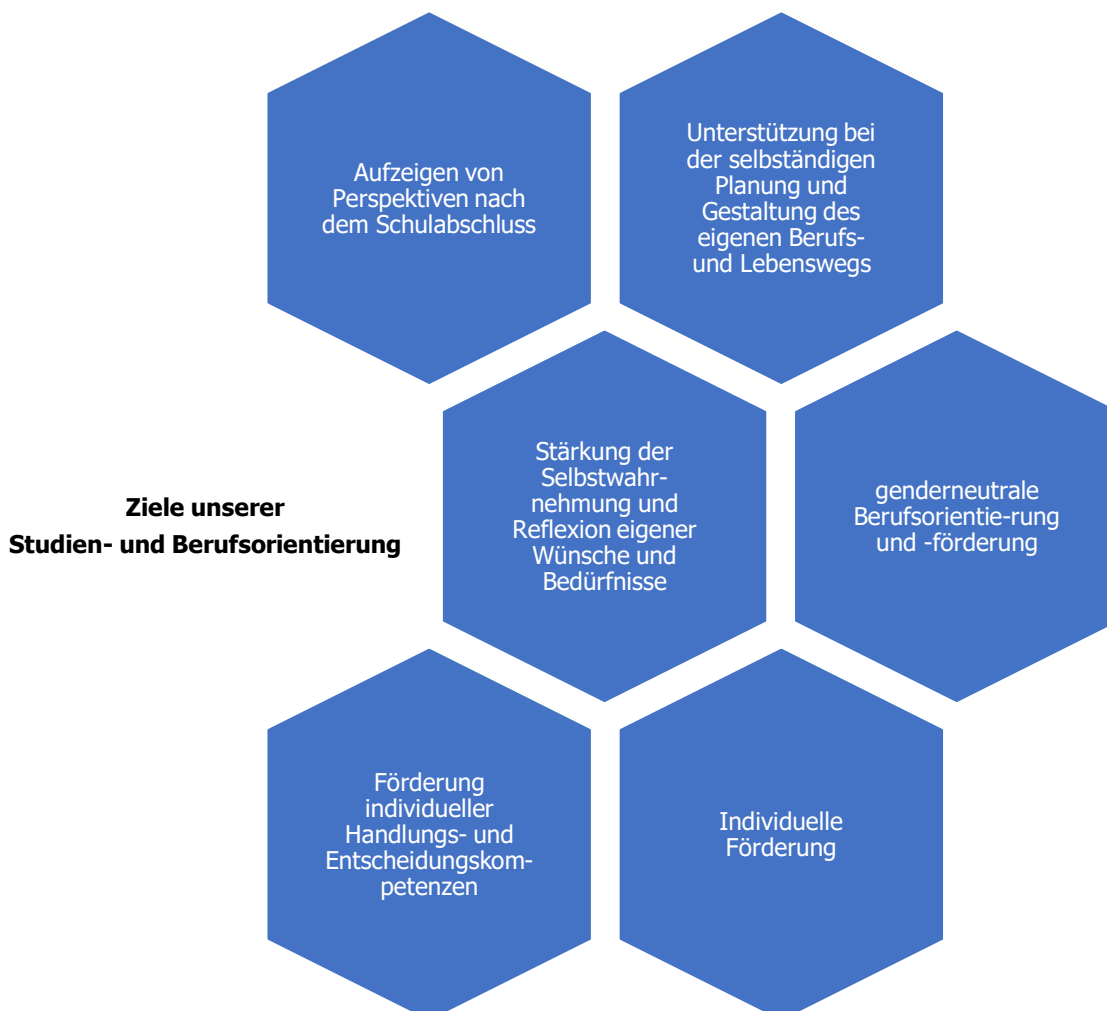 Aufzeigen von
Perspektiven nach
dem Schulabschluss
Unterstützung bei
der selbständigen
Planung und
Gestaltung des
eigenen Berufs-
und Lebenswegs
Ziele unserer
Studien- und Berufsorientierung
Stärkung der
Selbstwahr-
nehmung und
Reflexion eigener
Wünsche und
Bedürfnisse
genderneutrale
Berufsorientie-rung
und -förderung
Förderung
individueller
Handlungs- und
Entscheidungskom-
petenzen
Individuelle
Förderung